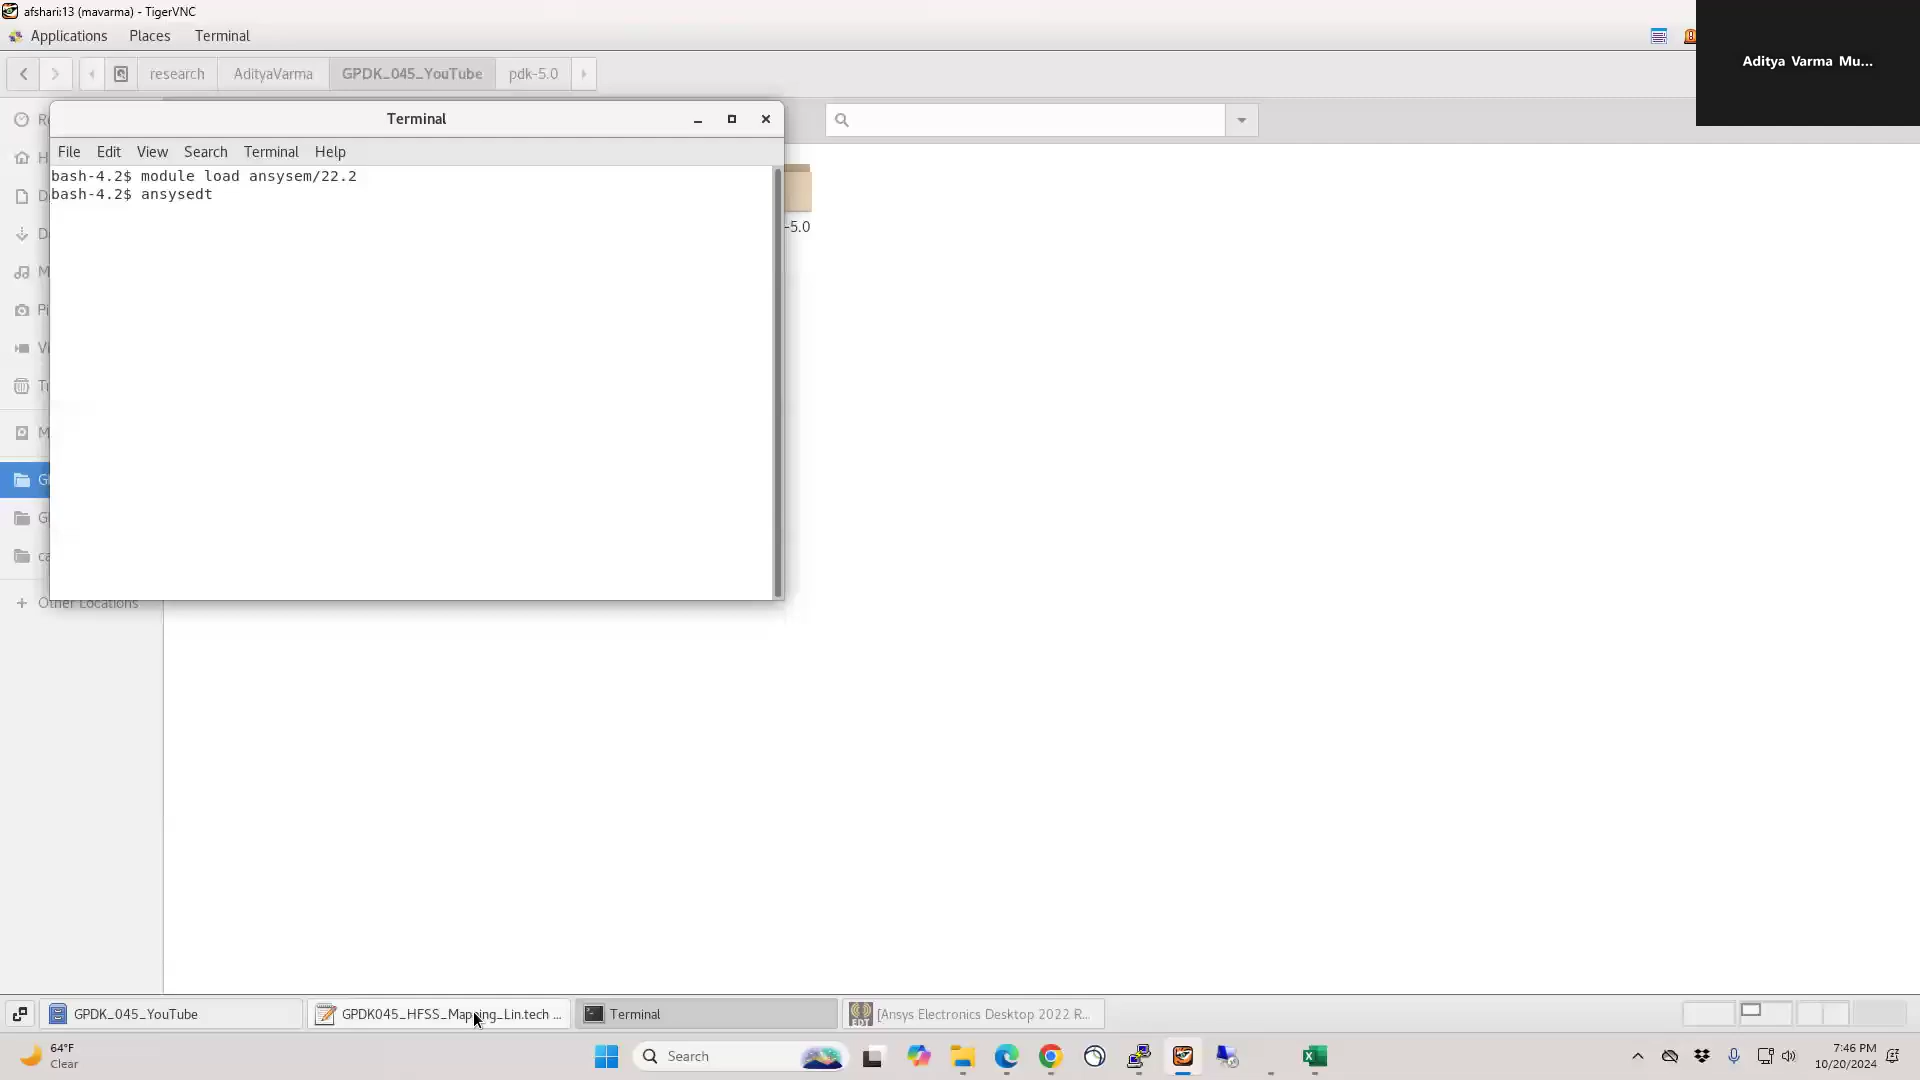 afshari:13 (mavarma) - TigerVNC
Applications Places Terminal
Aditya Varma Mu...
research AdityaVarma GPDK_045_YouTube pdk-5.0
Terminal
File Edit View Search Terminal Help
bash-4.2$ module load ansysem/22.2
bash-4.2$ ansysedt
-5.0
Other Locations
GPDK_045_YouTube
GPDK045_HFSS_Mapping_Lin.tech ...
Terminal
[Ansys Electronics Desktop 2022 R...
64°F
Clear
Search
7:46 PM
10/20/2024